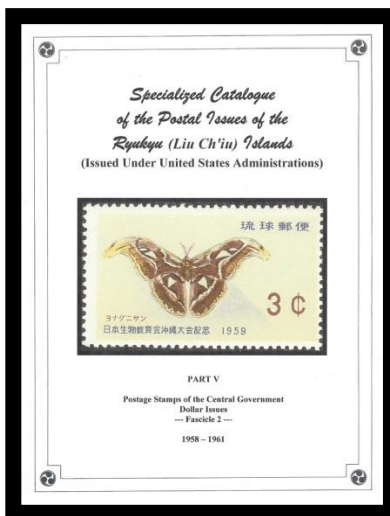 Specialized Catalogue
of the Postal Issues of the
Ryukyu (Liu Ch'iu) Islands
(Issued Under United States Administrations)
琉球郵便
3¢
ヨナグニサン
日本生物教育会沖縄大会記念 1959
PART V
Postage Stamps of the Central Government
Dollar Issues
--- Fascicle 2 ---
1958 – 1961